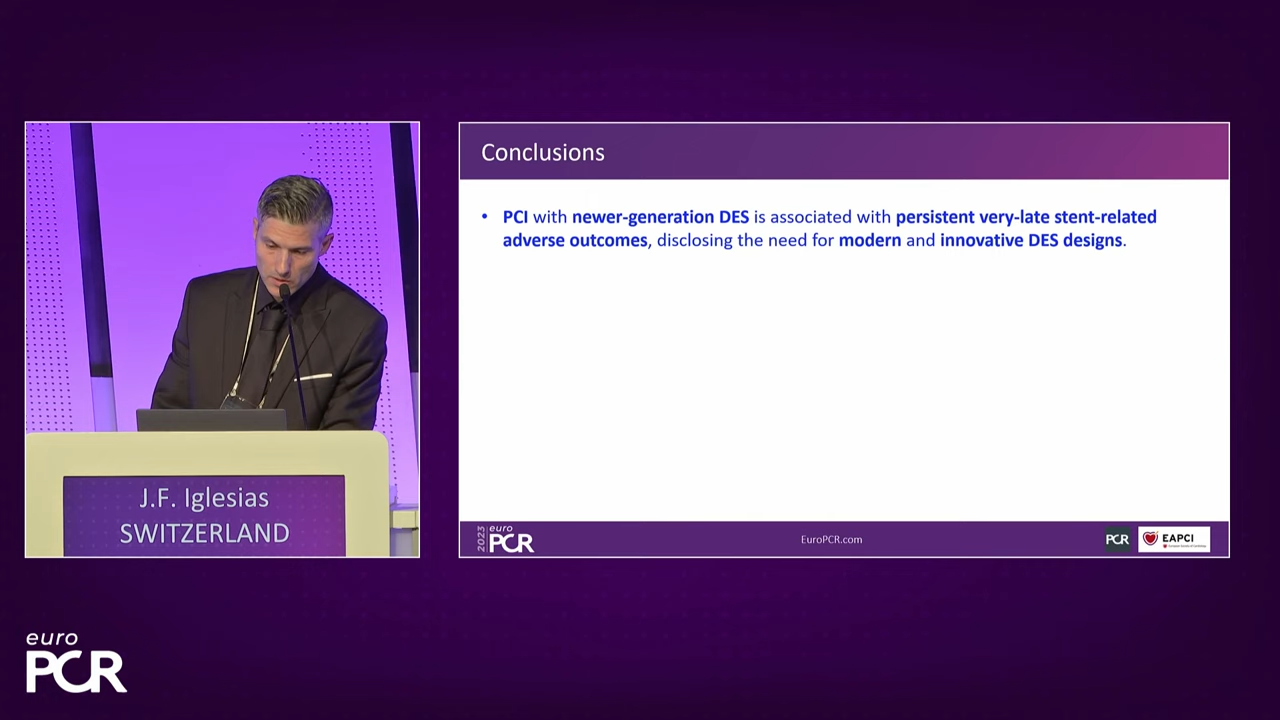 Conclusions
• PCI with newer-generation DES is associated with persistent very-late stent-related
adverse outcomes, disclosing the need for modern and innovative DES designs.
J.F. Iglesias
SWITZERLAND
2023 euro
PCR
EuroPCR.com
PCR
EAPCI
euro
PCR